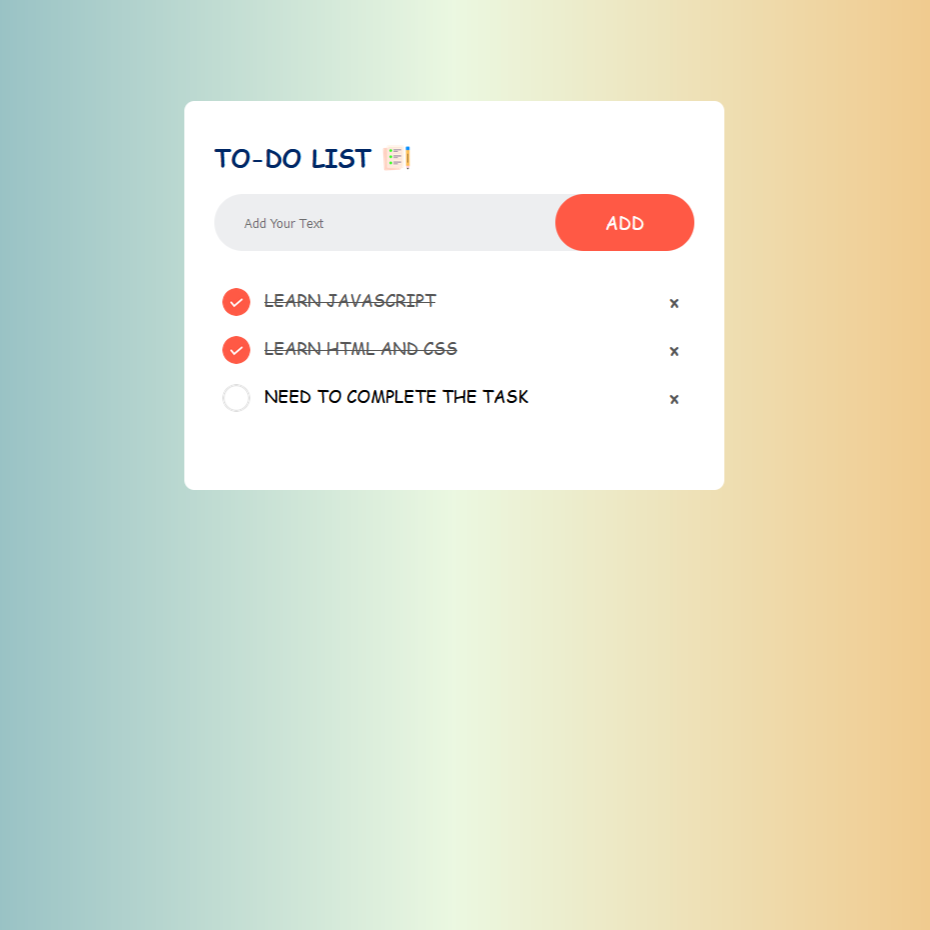 TO-DO LIST
Add Your Text
ADD
LEARN JAVASCRIPT
x
LEARN HTML AND CSS
x
NEED TO COMPLETE THE TASK
x